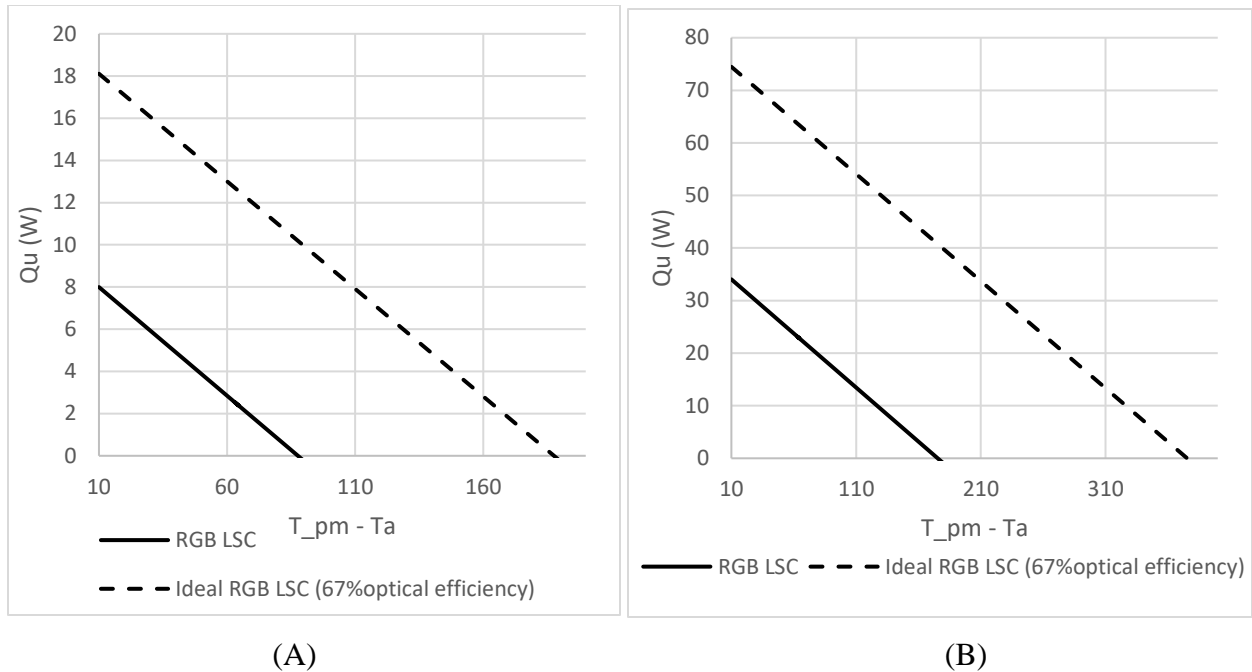 20
18
16
14
12
10
8
6
4
2
0
Qu (W)
10 60 110 160
T_pm - Ta
RGB LSC
Ideal RGB LSC (67%optical efficiency)
(A)
80
70
60
50
40
30
20
10
0
Qu (W)
10 110 210 310
T_pm - Ta
RGB LSC Ideal RGB LSC (67%optical efficiency)
(B)